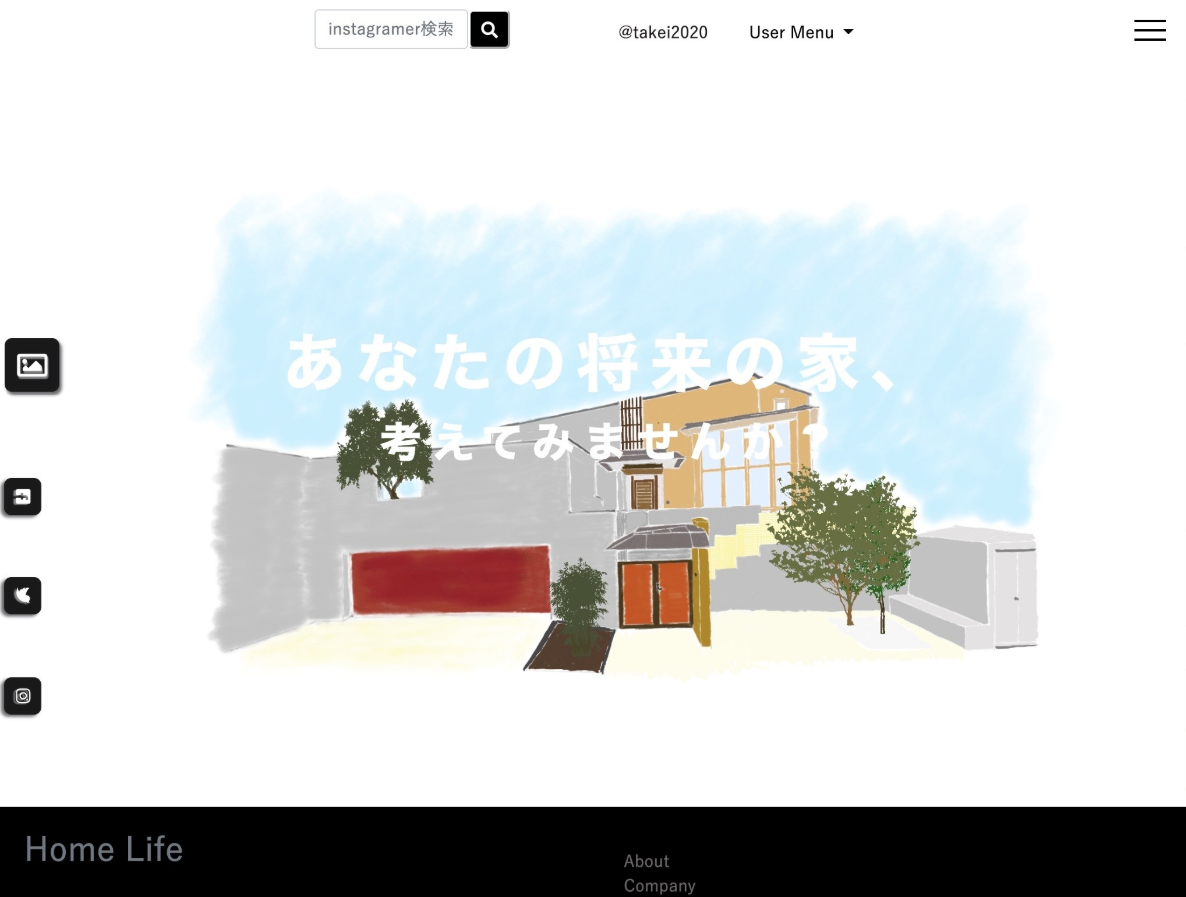 instagramer検索
@takei2020
User Menu
あなたの将来の家、
考えてみませんか?
Home Life
About
Company